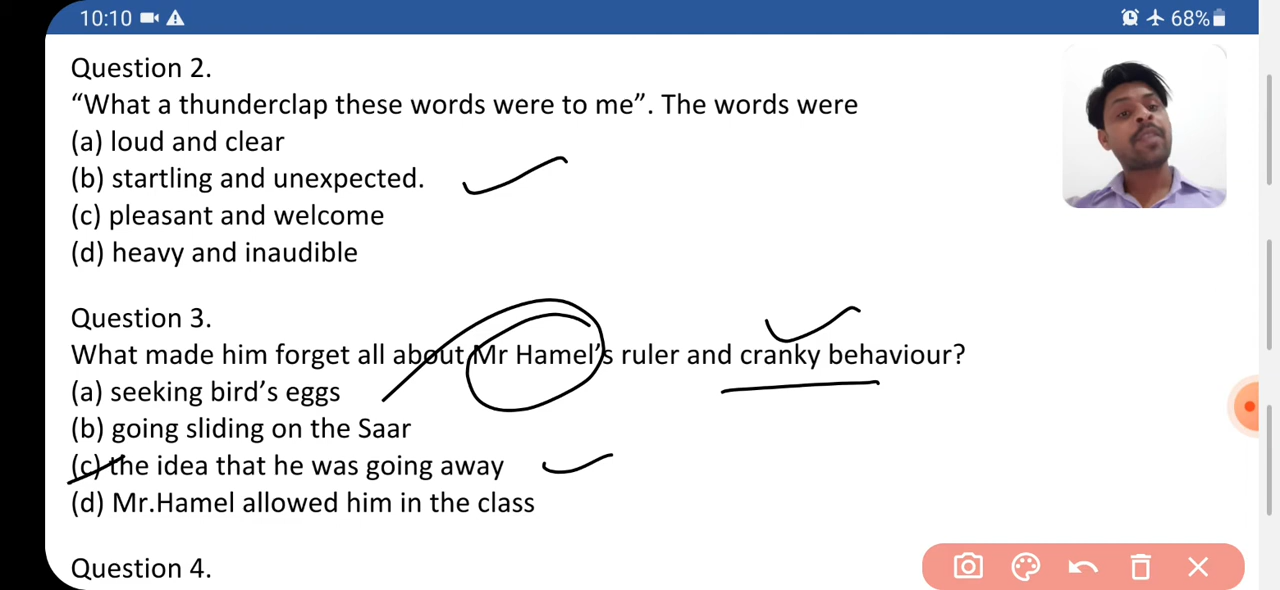 10:10
68%
Question 2.
“What a thunderclap these words were to me”. The words were
(a) loud and clear
(b) startling and unexpected.
(c) pleasant and welcome
(d) heavy and inaudible
Question 3.
What made him forget all about Mr Hamel’s ruler and cranky behaviour?
(a) seeking bird’s eggs
(b) going sliding on the Saar
(c) the idea that he was going away
(d) Mr.Hamel allowed him in the class
Question 4.